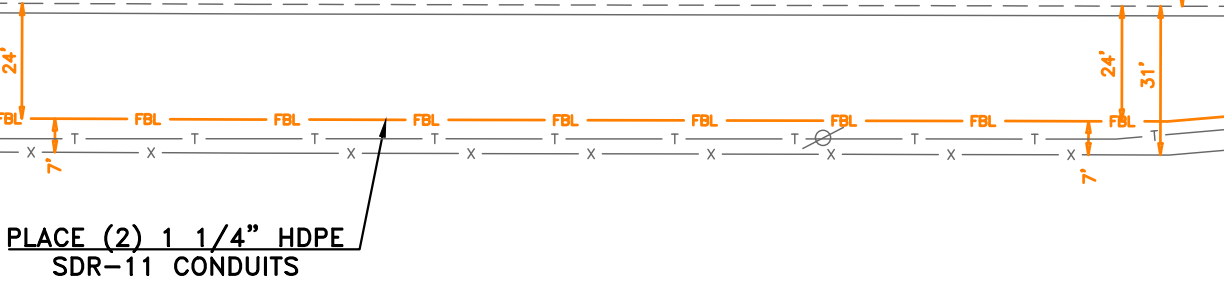 24'
24'
31'
FBL FBL FBL FBL FBL FBL FBL FBL FBL
T T T T T T T T T T
X X X X X X X X X
7'
7'
PLACE (2) 1 1/4" HDPE
SDR-11 CONDUITS